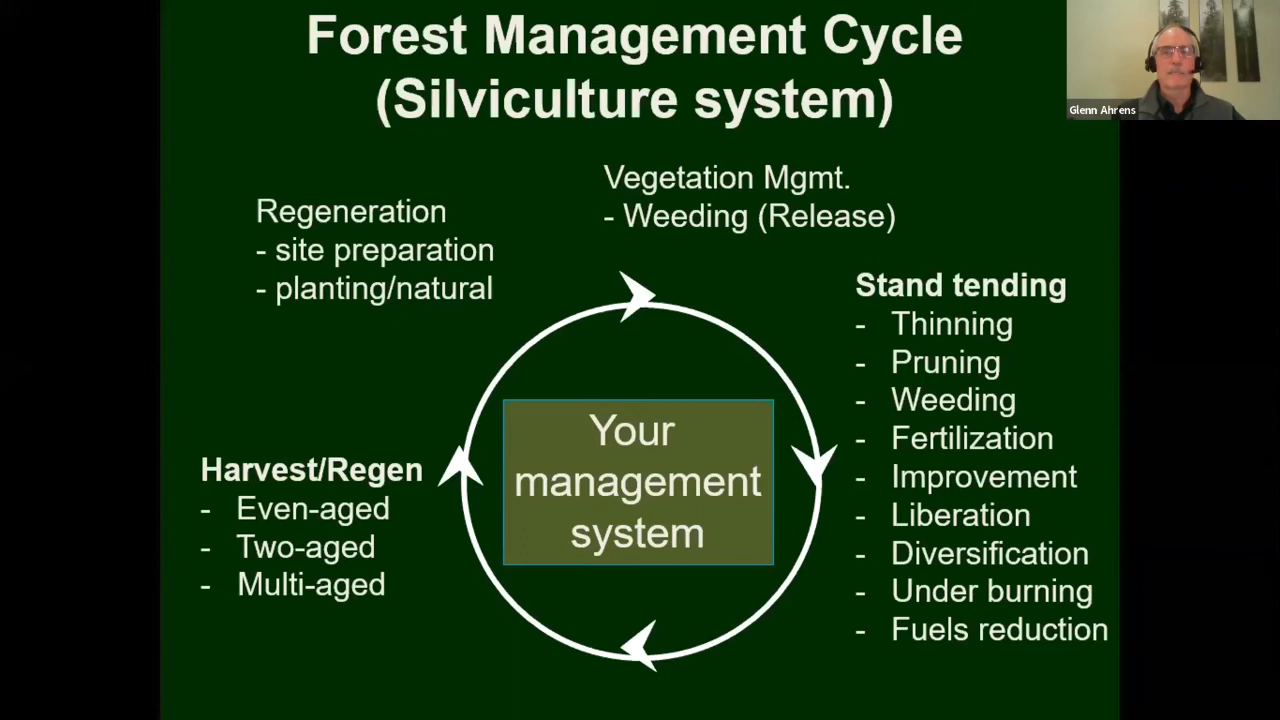 Forest Management Cycle
(Silviculture system)
Glenn Ahrens
Vegetation Mgmt.
- Weeding (Release)
Regeneration
- site preparation
- planting/natural
Stand tending
- Thinning
- Pruning
- Weeding
- Fertilization
- Improvement
- Liberation
- Diversification
- Under burning
- Fuels reduction
Your
management
system
Harvest/Regen
- Even-aged
- Two-aged
- Multi-aged